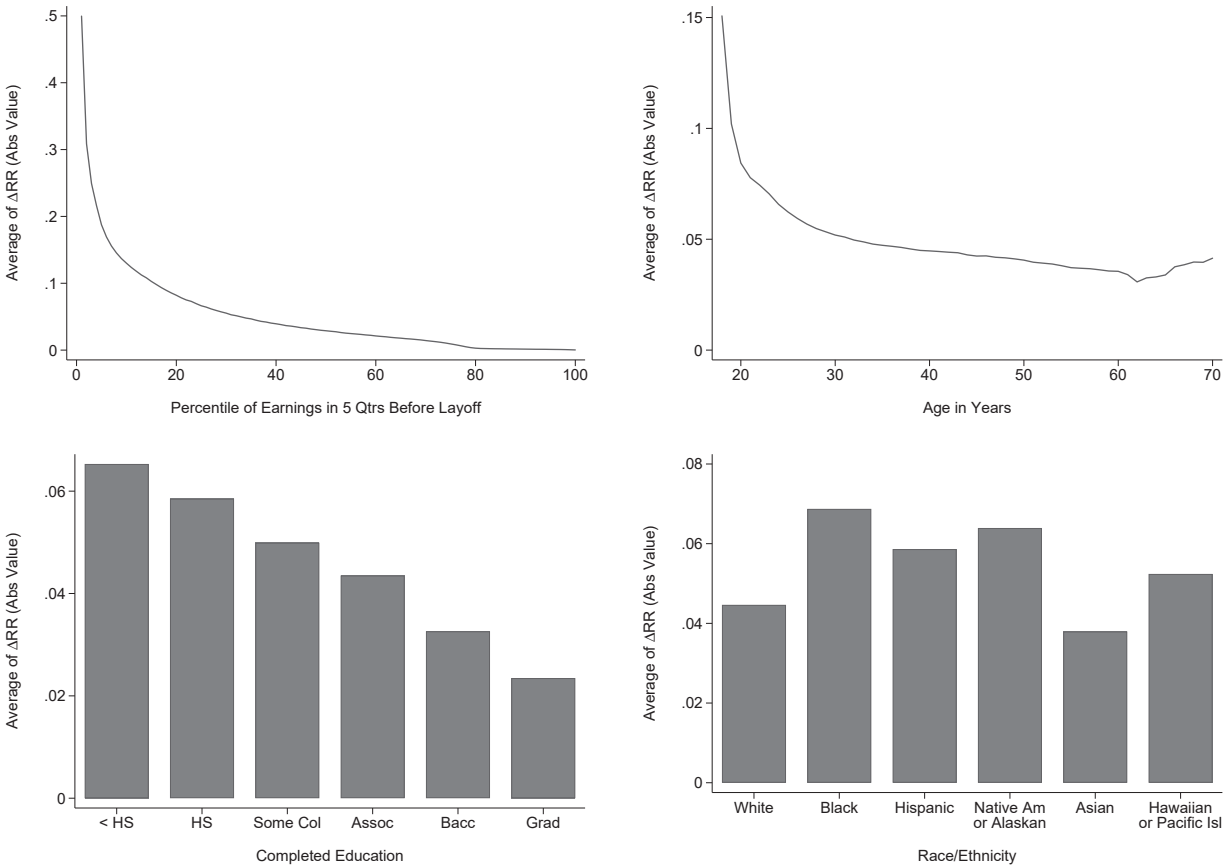 Average of ΔRR (Abs Value)
.5
.4
.3
.2
.1
0
0 20 40 60 80 100
Percentile of Earnings in 5 Qtrs Before Layoff
Average of ΔRR (Abs Value)
.15
.1
.05
0
20 30 40 50 60 70
Age in Years
Average of ΔRR (Abs Value)
.06
.04
.02
0
< HS HS Some Col Assoc Bacc Grad
Completed Education
Average of ΔRR (Abs Value)
.08
.06
.04
.02
0
White Black Hispanic Native Am Asian Hawaiian
or Alaskan or Pacific Isl
Race/Ethnicity